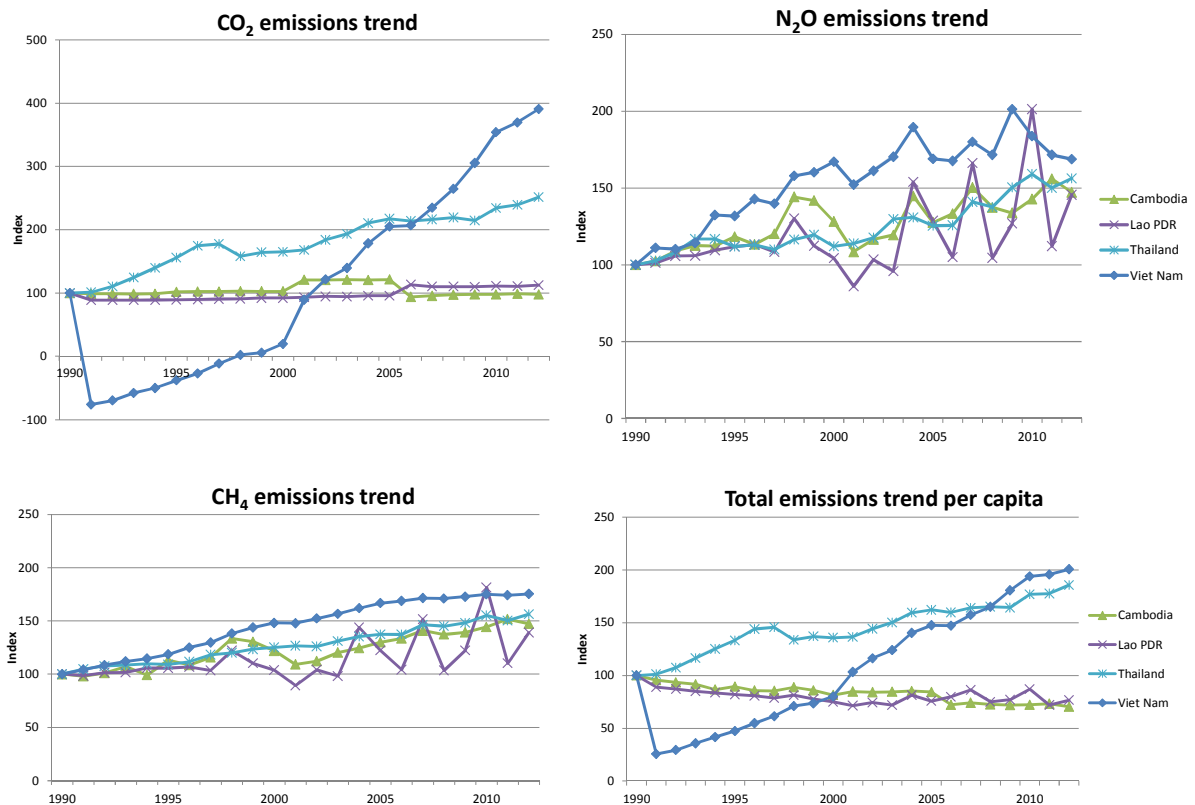 CO₂ emissions trend
500
400
300
200
100
0
-100
Index
1990
1995
2000
2005
2010
N₂O emissions trend
250
200
150
100
50
0
Index
1990
1995
2000
2005
2010
Cambodia
Lao PDR
Thailand
Viet Nam
CH₄ emissions trend
250
200
150
100
50
0
Index
1990
1995
2000
2005
2010
Total emissions trend per capita
250
200
150
100
50
0
Index
1990
1995
2000
2005
2010
Cambodia
Lao PDR
Thailand
Viet Nam